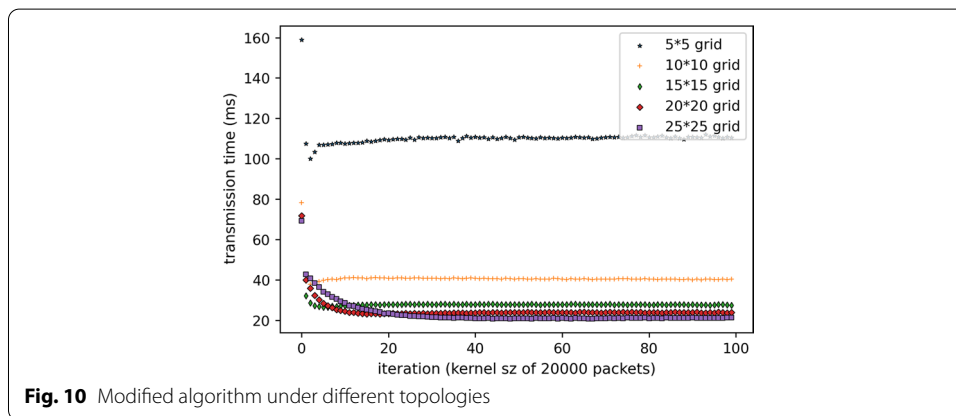 160
140
120
100
80
60
40
20
transmission time (ms)
5*5 grid
10*10 grid
15*15 grid
20*20 grid
25*25 grid
0 20 40 60 80 100
iteration (kernel sz of 20000 packets)
Fig. 10 Modified algorithm under different topologies